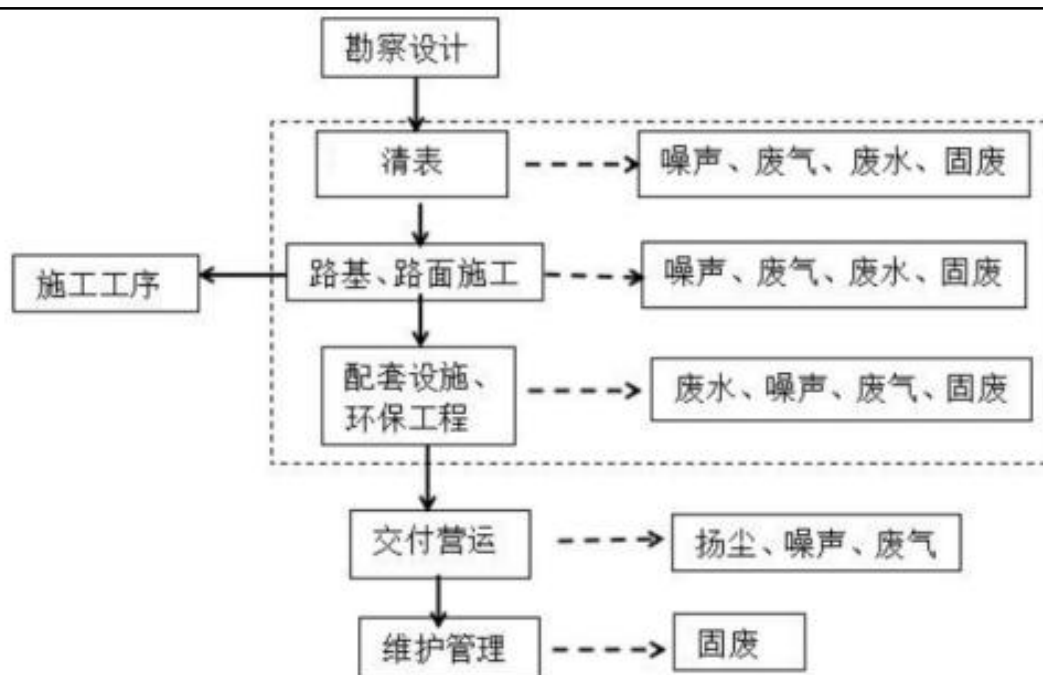 勘察设计
清表
噪声、废气、废水、固废
施工工序
路基、路面施工
噪声、废气、废水、固废
配套设施、
环保工程
废水、噪声、废气、固废
交付营运
扬尘、噪声、废气
维护管理
固废